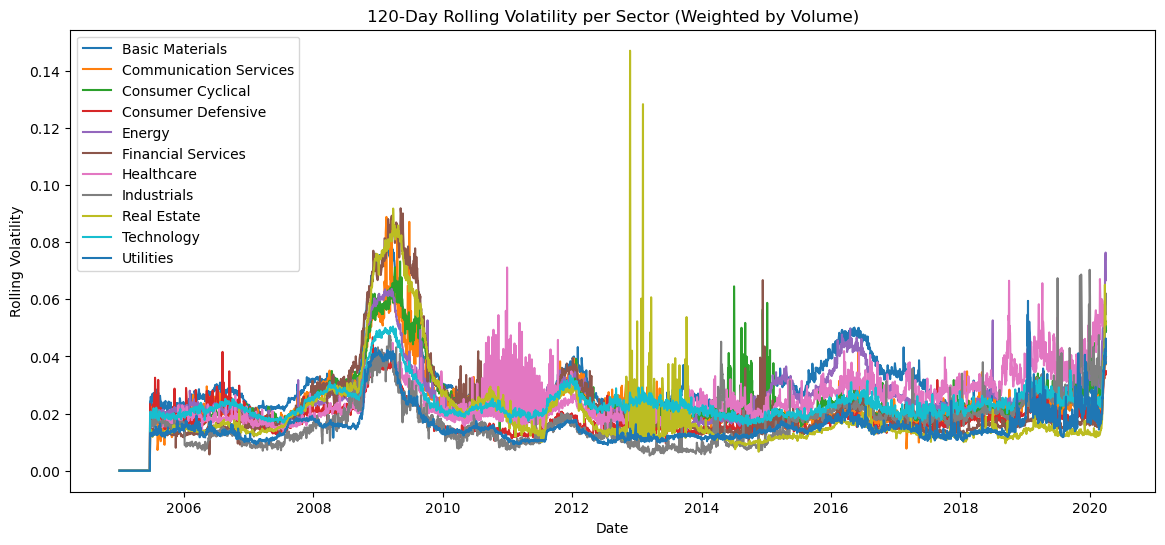 120-Day Rolling Volatility per Sector (Weighted by Volume)
Basic Materials
Communication Services
Consumer Cyclical
Consumer Defensive
Energy
Financial Services
Healthcare
Industrials
Real Estate
Technology
Utilities
Rolling Volatility
0.14
0.12
0.10
0.08
0.06
0.04
0.02
0.00
2006 2008 2010 2012 2014 2016 2018 2020
Date